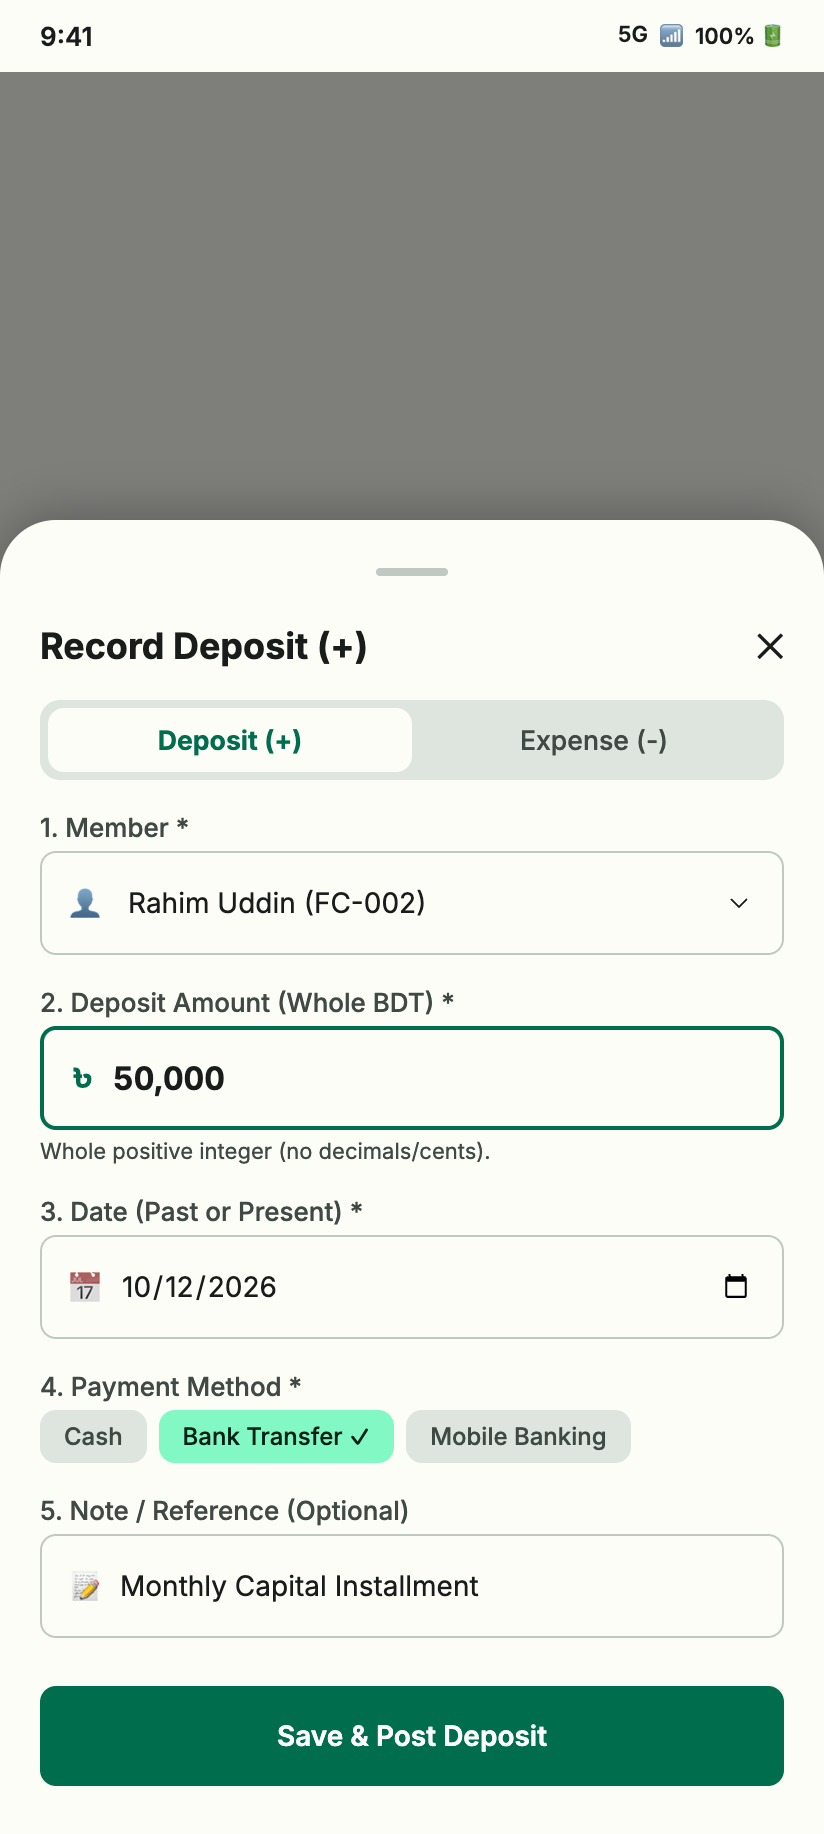 9:41
5G 100%
Record Deposit (+)
Deposit (+) Expense (-)
1. Member *
Rahim Uddin (FC-002)
2. Deposit Amount (Whole BDT) *
৳ 50,000
Whole positive integer (no decimals/cents).
3. Date (Past or Present) *
10/12/2026
4. Payment Method *
Cash Bank Transfer ✓ Mobile Banking
5. Note / Reference (Optional)
Monthly Capital Installment
Save & Post Deposit